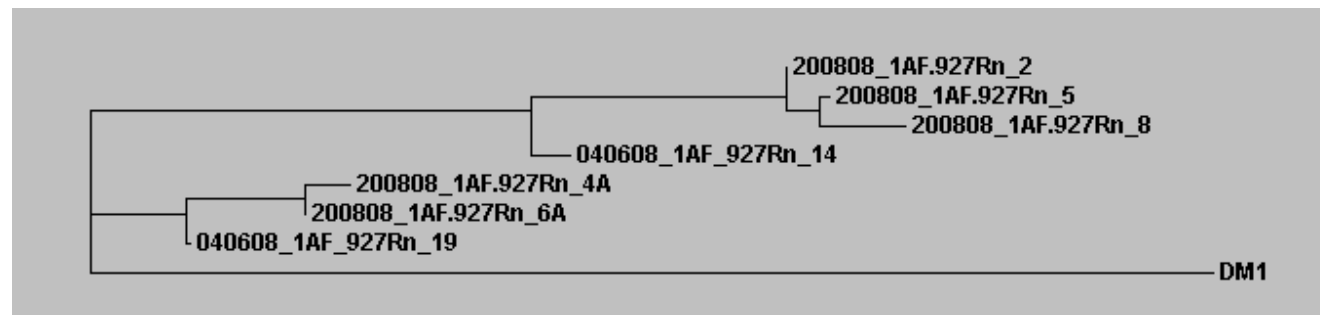 200808_1AF.927Rn_2
200808_1AF.927Rn_5
200808_1AF.927Rn_8
040608_1AF_927Rn_14
200808_1AF.927Rn_4A
200808_1AF.927Rn_6A
040608_1AF_927Rn_19
DM1